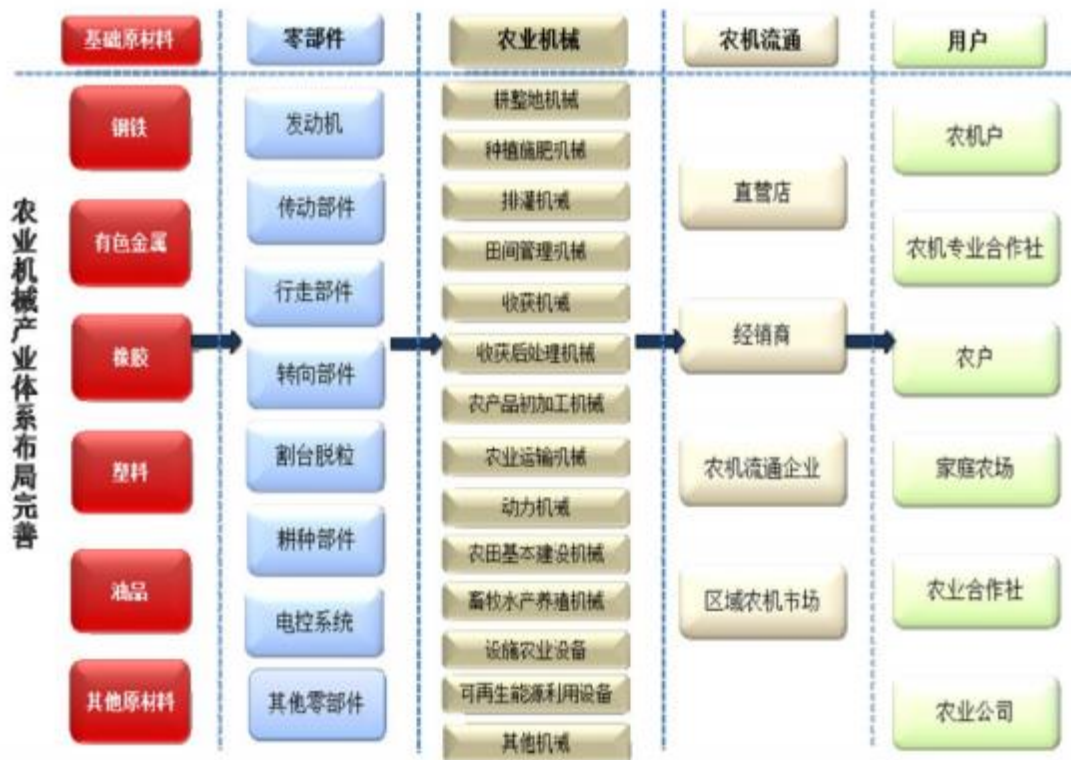 基础原材料
零部件
农业机械
农机流通
用户
农业机械产业体系布局完善
钢铁
有色金属
橡胶
塑料
油品
其他原材料
发动机
传动部件
行走部件
转向部件
割台脱粒
耕种部件
电控系统
其他零部件
耕整地机械
种植施肥机械
排灌机械
田间管理机械
收获机械
收获后处理机械
农产品初加工机械
农业运输机械
动力机械
农田基本建设机械
畜牧水产养殖机械
设施农业设备
可再生能源利用设备
其他机械
直营店
经销商
农机流通企业
区域农机市场
农机户
农机专业合作社
农户
家庭农场
农业合作社
农业公司